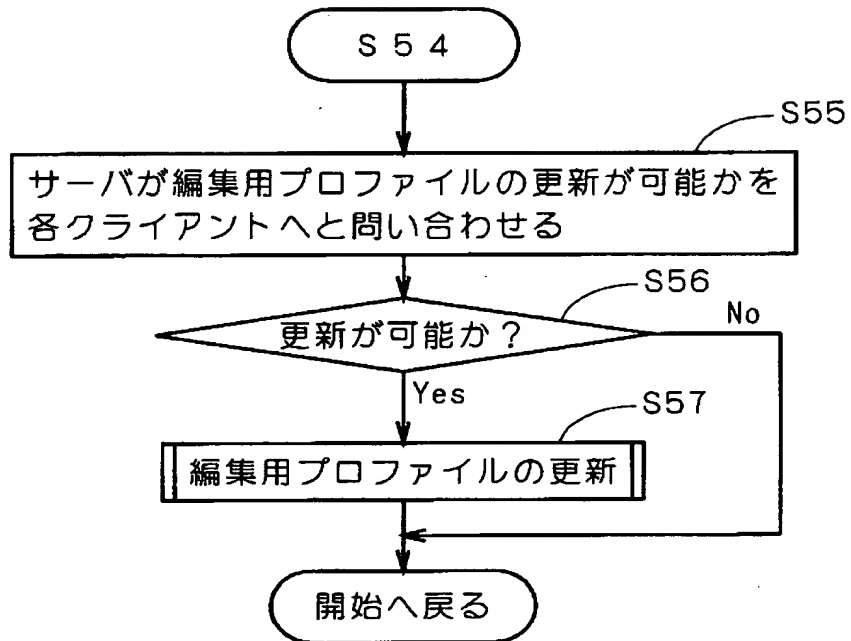 S54
S55
サーバが編集用プロファイルの更新が可能かを
各クライアントへと問い合わせる
S56
更新が可能か?
No
Yes
S57
編集用プロファイルの更新
開始へ戻る